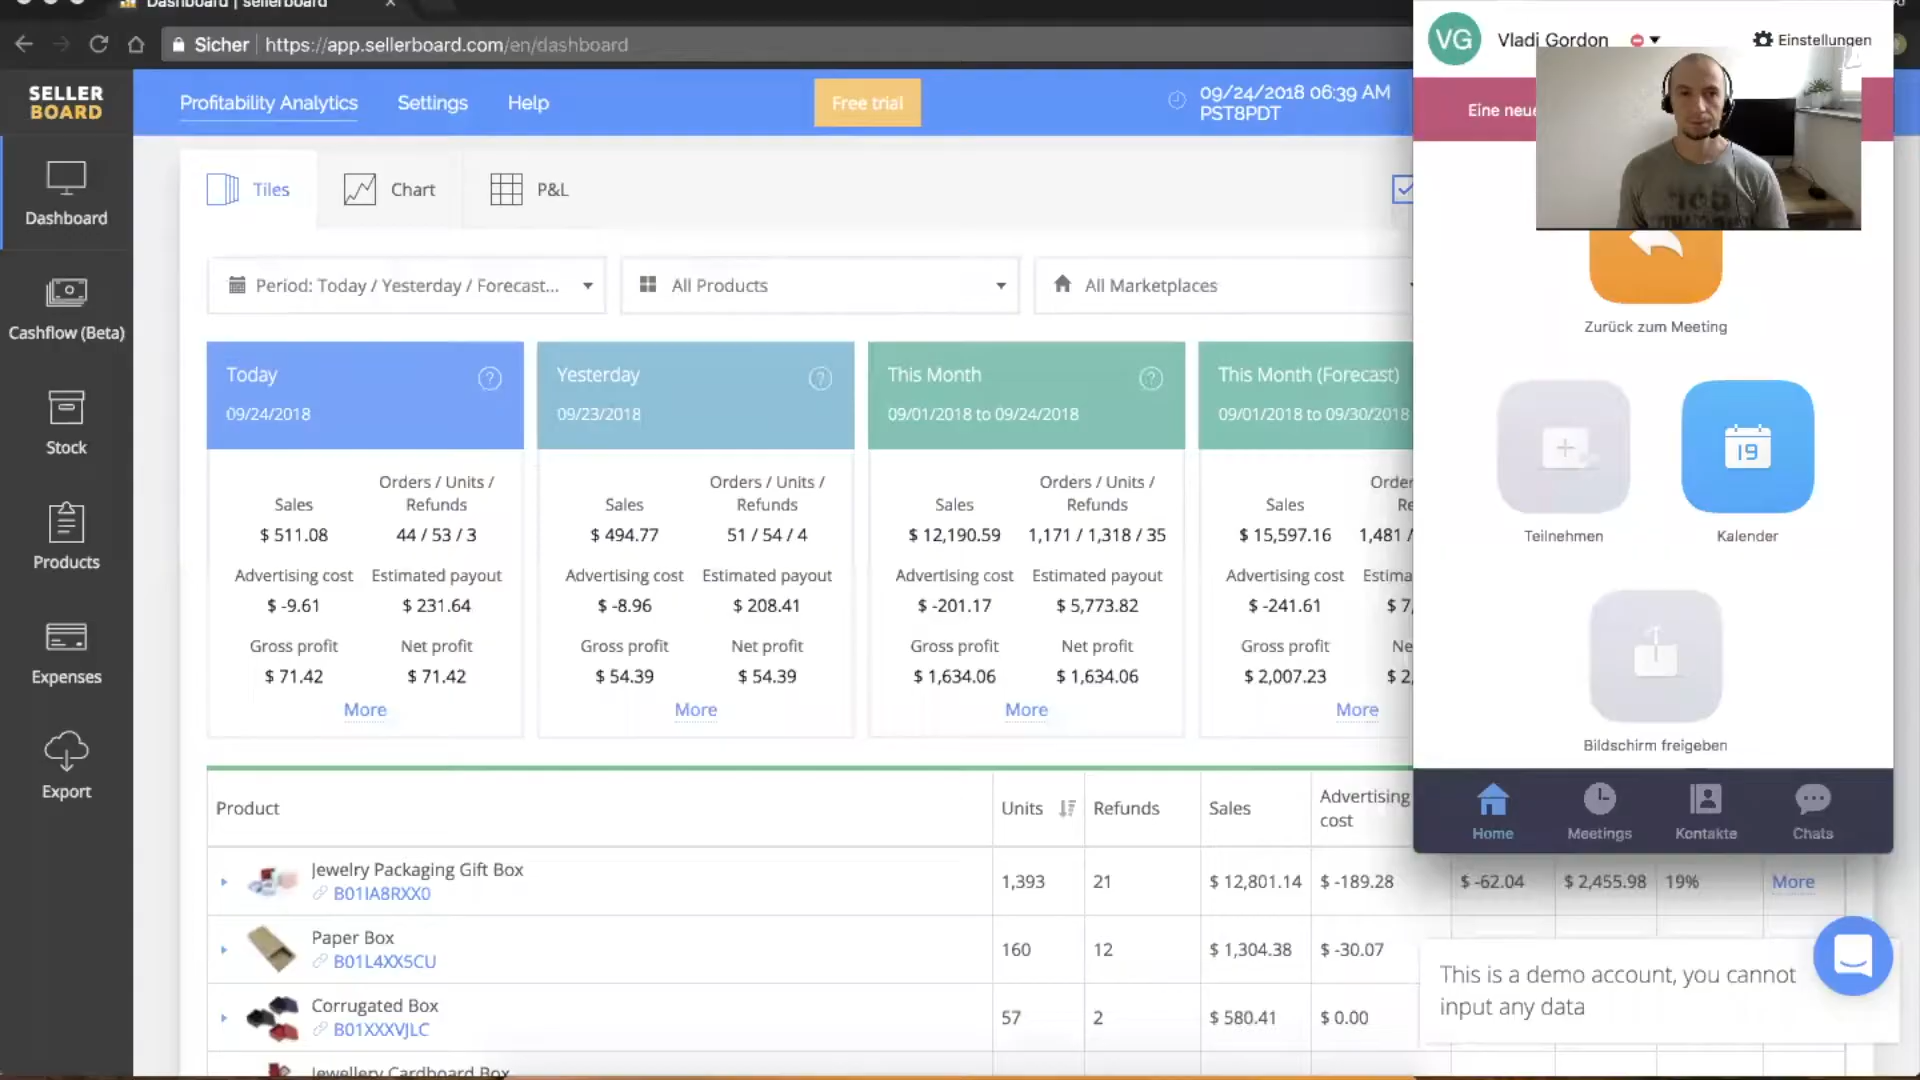 Dashboard | sellerboard
Sicher
https://app.sellerboard.com/en/dashboard
SELLER
BOARD
Profitability Analytics
Settings
Help
Free trial
09/24/2018 06:39 AM
PST8PDT
Dashboard
Cashflow (Beta)
Stock
Products
Expenses
Export
Tiles
Chart
P&L
Period: Today / Yesterday / Forecast...
All Products
All Marketplaces
Today
09/24/2018
Sales
Orders / Units /
Refunds
$ 511.08
44 / 53 / 3
Advertising cost
Estimated payout
$ -9.61
$ 231.64
Gross profit
Net profit
$ 71.42
$ 71.42
More
Yesterday
09/23/2018
Sales
Orders / Units /
Refunds
$ 494.77
51 / 54 / 4
Advertising cost
Estimated payout
$ -8.96
$ 208.41
Gross profit
Net profit
$ 54.39
$ 54.39
More
This Month
09/01/2018 to 09/24/2018
Sales
Orders / Units /
Refunds
$ 12,190.59
1,171 / 1,318 / 35
Advertising cost
Estimated payout
$ -201.17
$ 5,773.82
Gross profit
Net profit
$ 1,634.06
$ 1,634.06
More
This Month (Forecast)
09/01/2018 to 09/30/2018
Sales
$ 15,597.16
1,481 /
Advertising cost
$ -241.61
$ 7,
Gross profit
Ne
$ 2,007.23
$ 2,
More
Product
Units
Refunds
Sales
Advertising
cost
Jewelry Packaging Gift Box
B01IA8RXX0
1,393
21
$ 12,801.14
$ -189.28
$ -62.04
$ 2,455.98
19%
More
Paper Box
B01L4XX5CU
160
12
$ 1,304.38
$ -30.07
Corrugated Box
B01XXXVJLC
57
2
$ 580.41
$ 0.00
Jewellery Cardboard Box
VG
Vladi Gordon
Einstellungen
Eine neue
Zurück zum Meeting
Teilnehmen
19
Kalender
Bildschirm freigeben
Home
Meetings
Kontakte
Chats
This is a demo account, you cannot
input any data